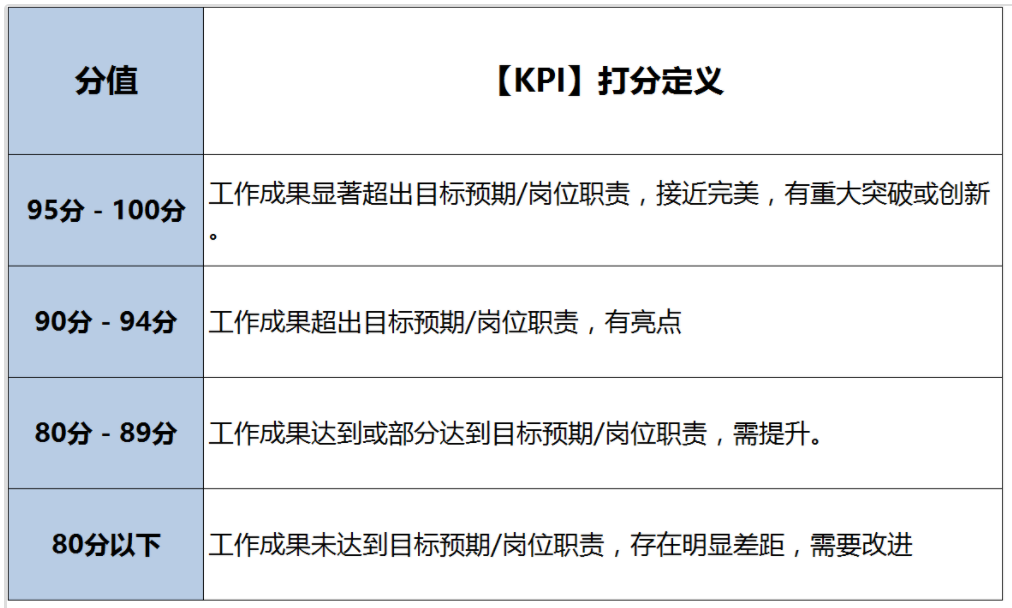 分值
【KPI】打分定义
95分 - 100分
工作成果显著超出目标预期/岗位职责，接近完美，有重大突破或创新
。
90分 - 94分
工作成果超出目标预期/岗位职责，有亮点
80分 - 89分
工作成果达到或部分达到目标预期/岗位职责，需提升。
80分以下
工作成果未达到目标预期/岗位职责，存在明显差距，需要改进